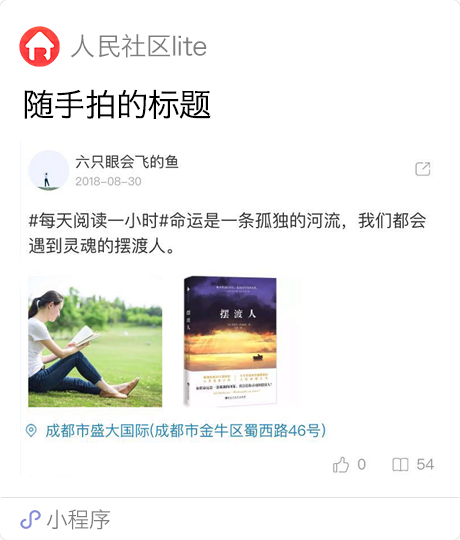 人民社区lite
随手拍的标题
六只眼会飞的鱼
2018-08-30
#每天阅读一小时#命运是一条孤独的河流，我们都会
遇到灵魂的摆渡人。
摆渡人
成都市盛大国际(成都市金牛区蜀西路46号)
0
54
小程序